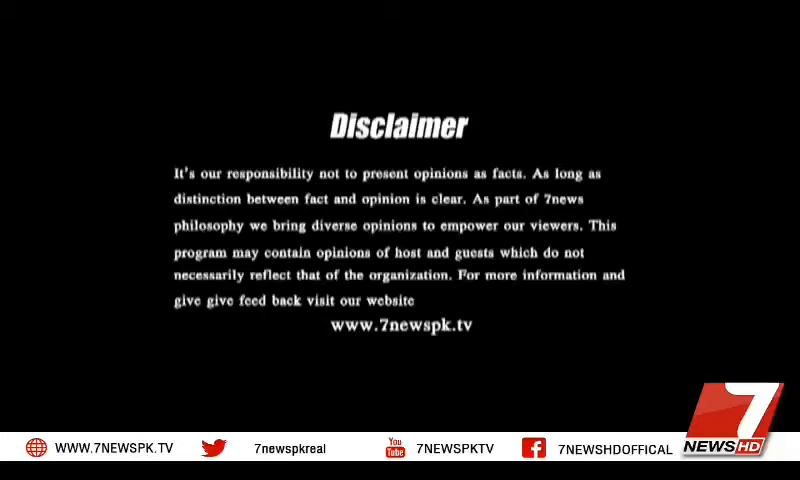 Disclaimer
It's our responsibility not to present opinions as facts. As long as
distinction between fact and opinion is clear. As part of 7news
philosophy we bring diverse opinions to empower our viewers. This
program may contain opinions of host and guests which do not
necessarily reflect that of the organization. For more information and
give give feed back visit our website
www.7newspk.tv
7
NEWS HD
WWW.7NEWSPK.TV
7newspkreal
You
Tube
7NEWSPKTV
7NEWSHDOFFICAL